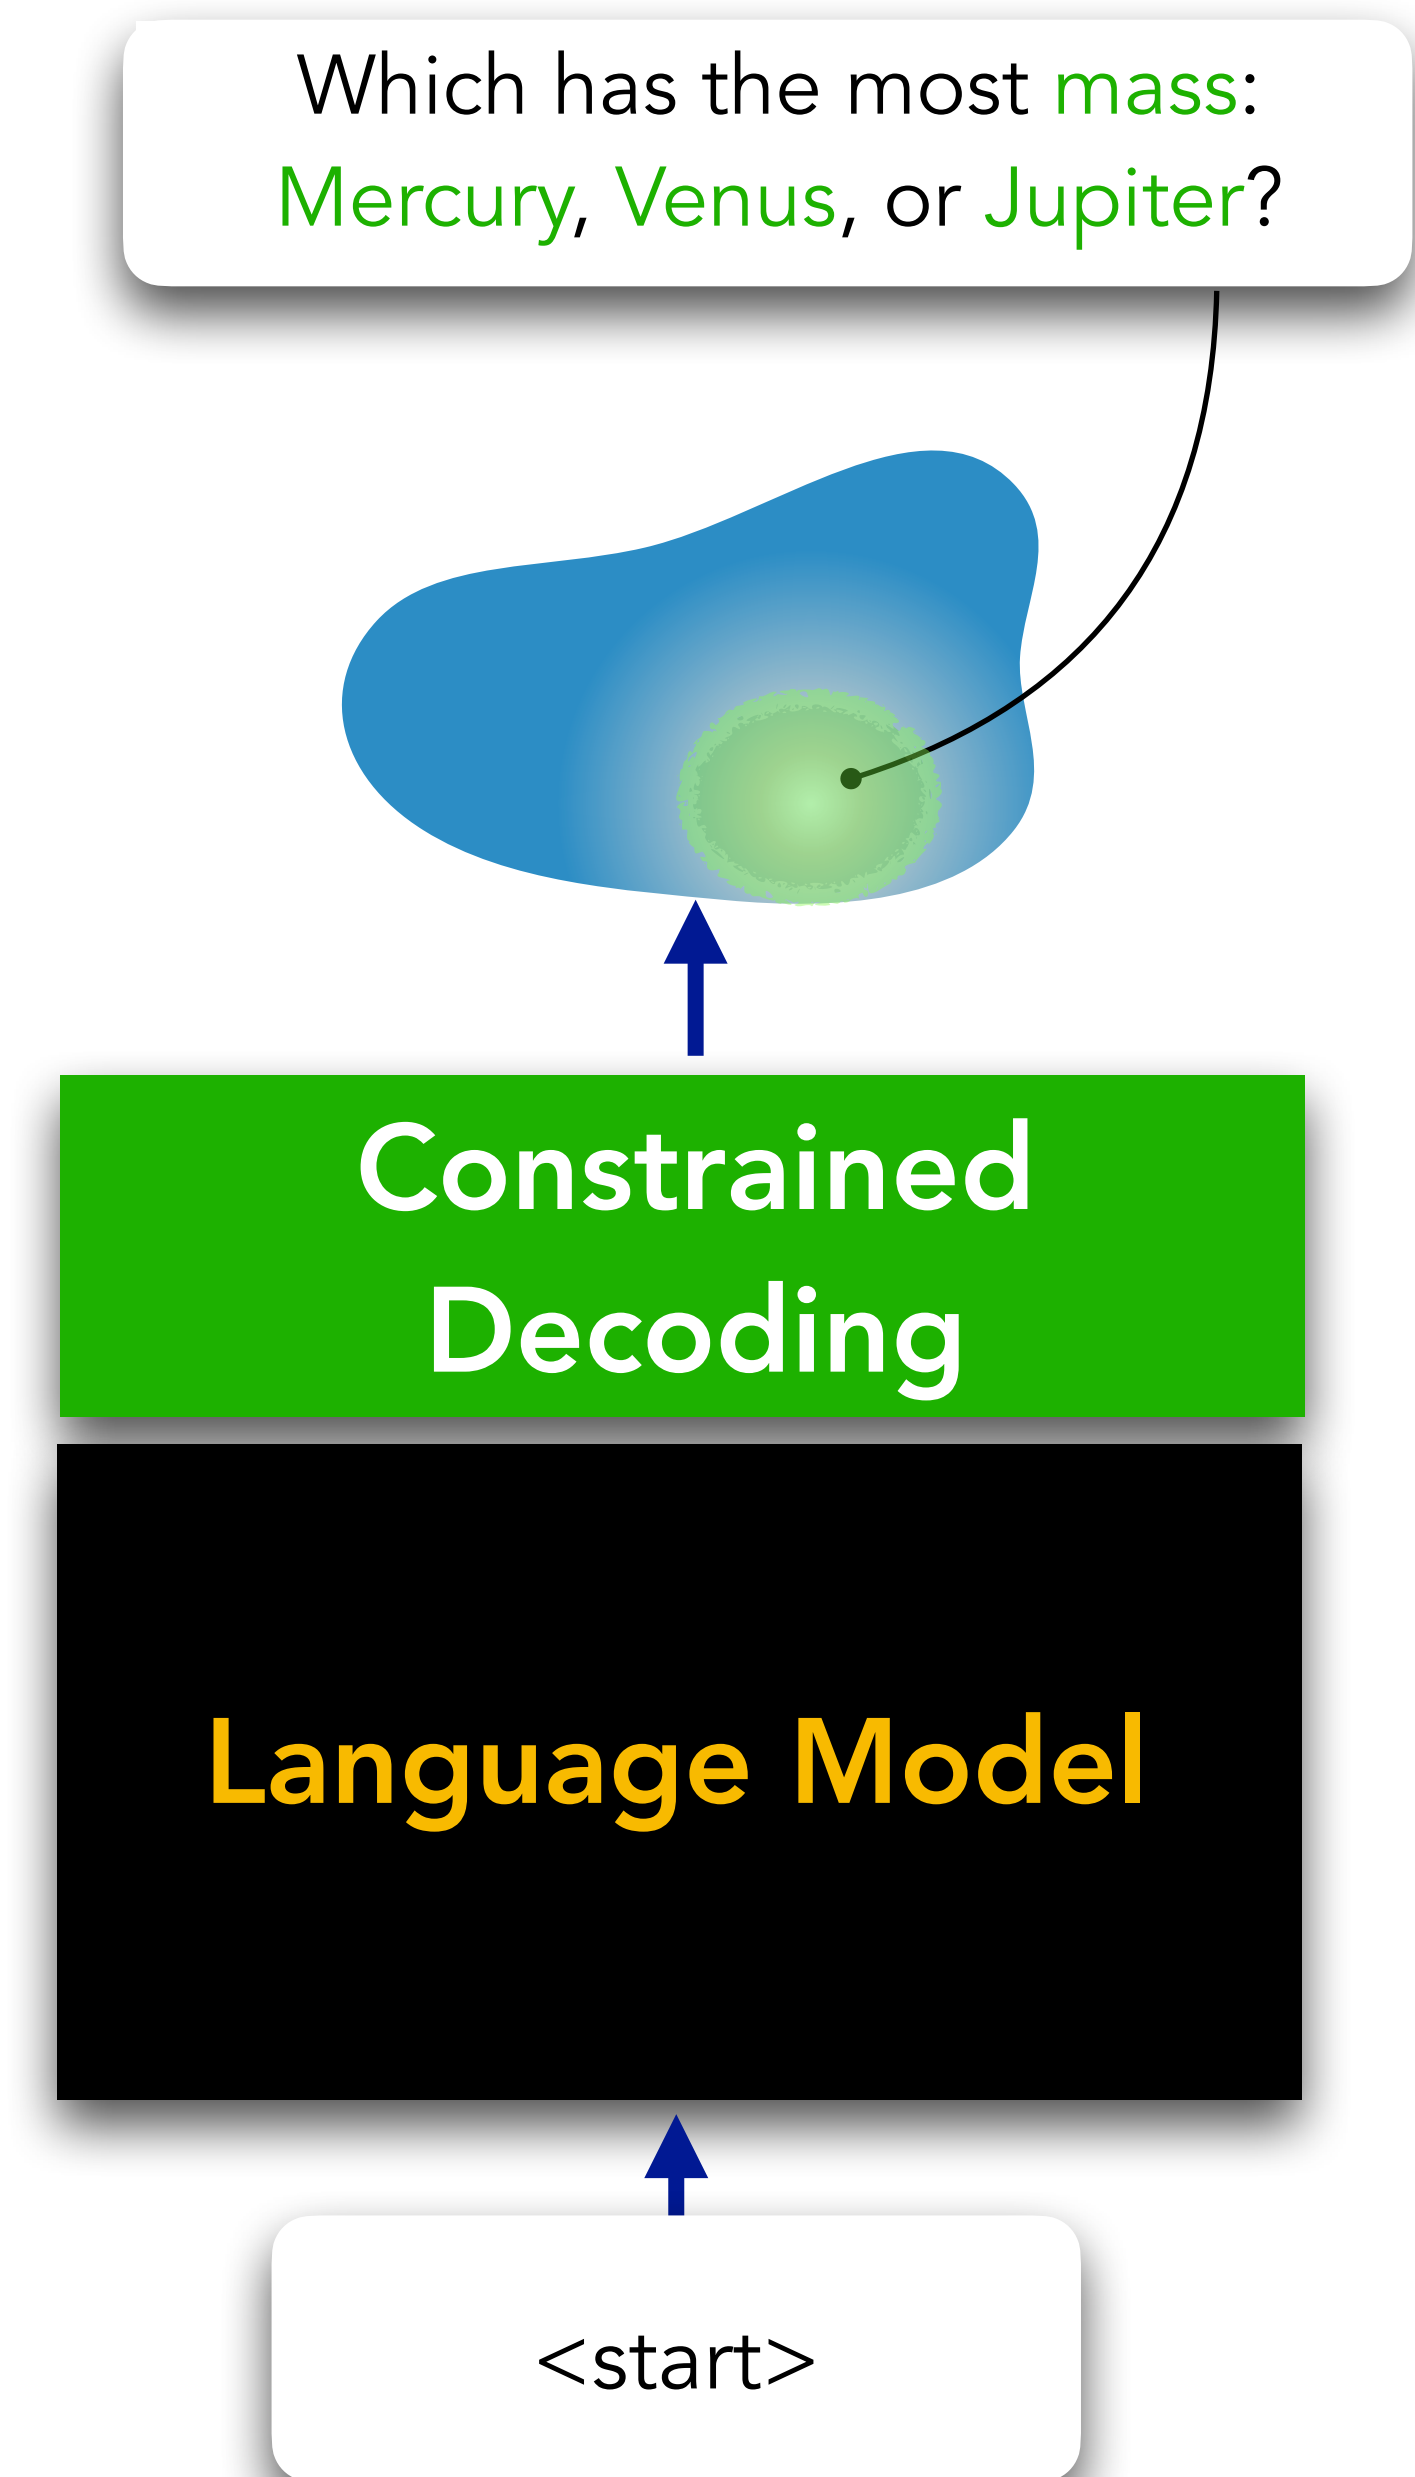 Which has the most mass:
Mercury, Venus, or Jupiter?
Constrained
Decoding
Language Model
<start>